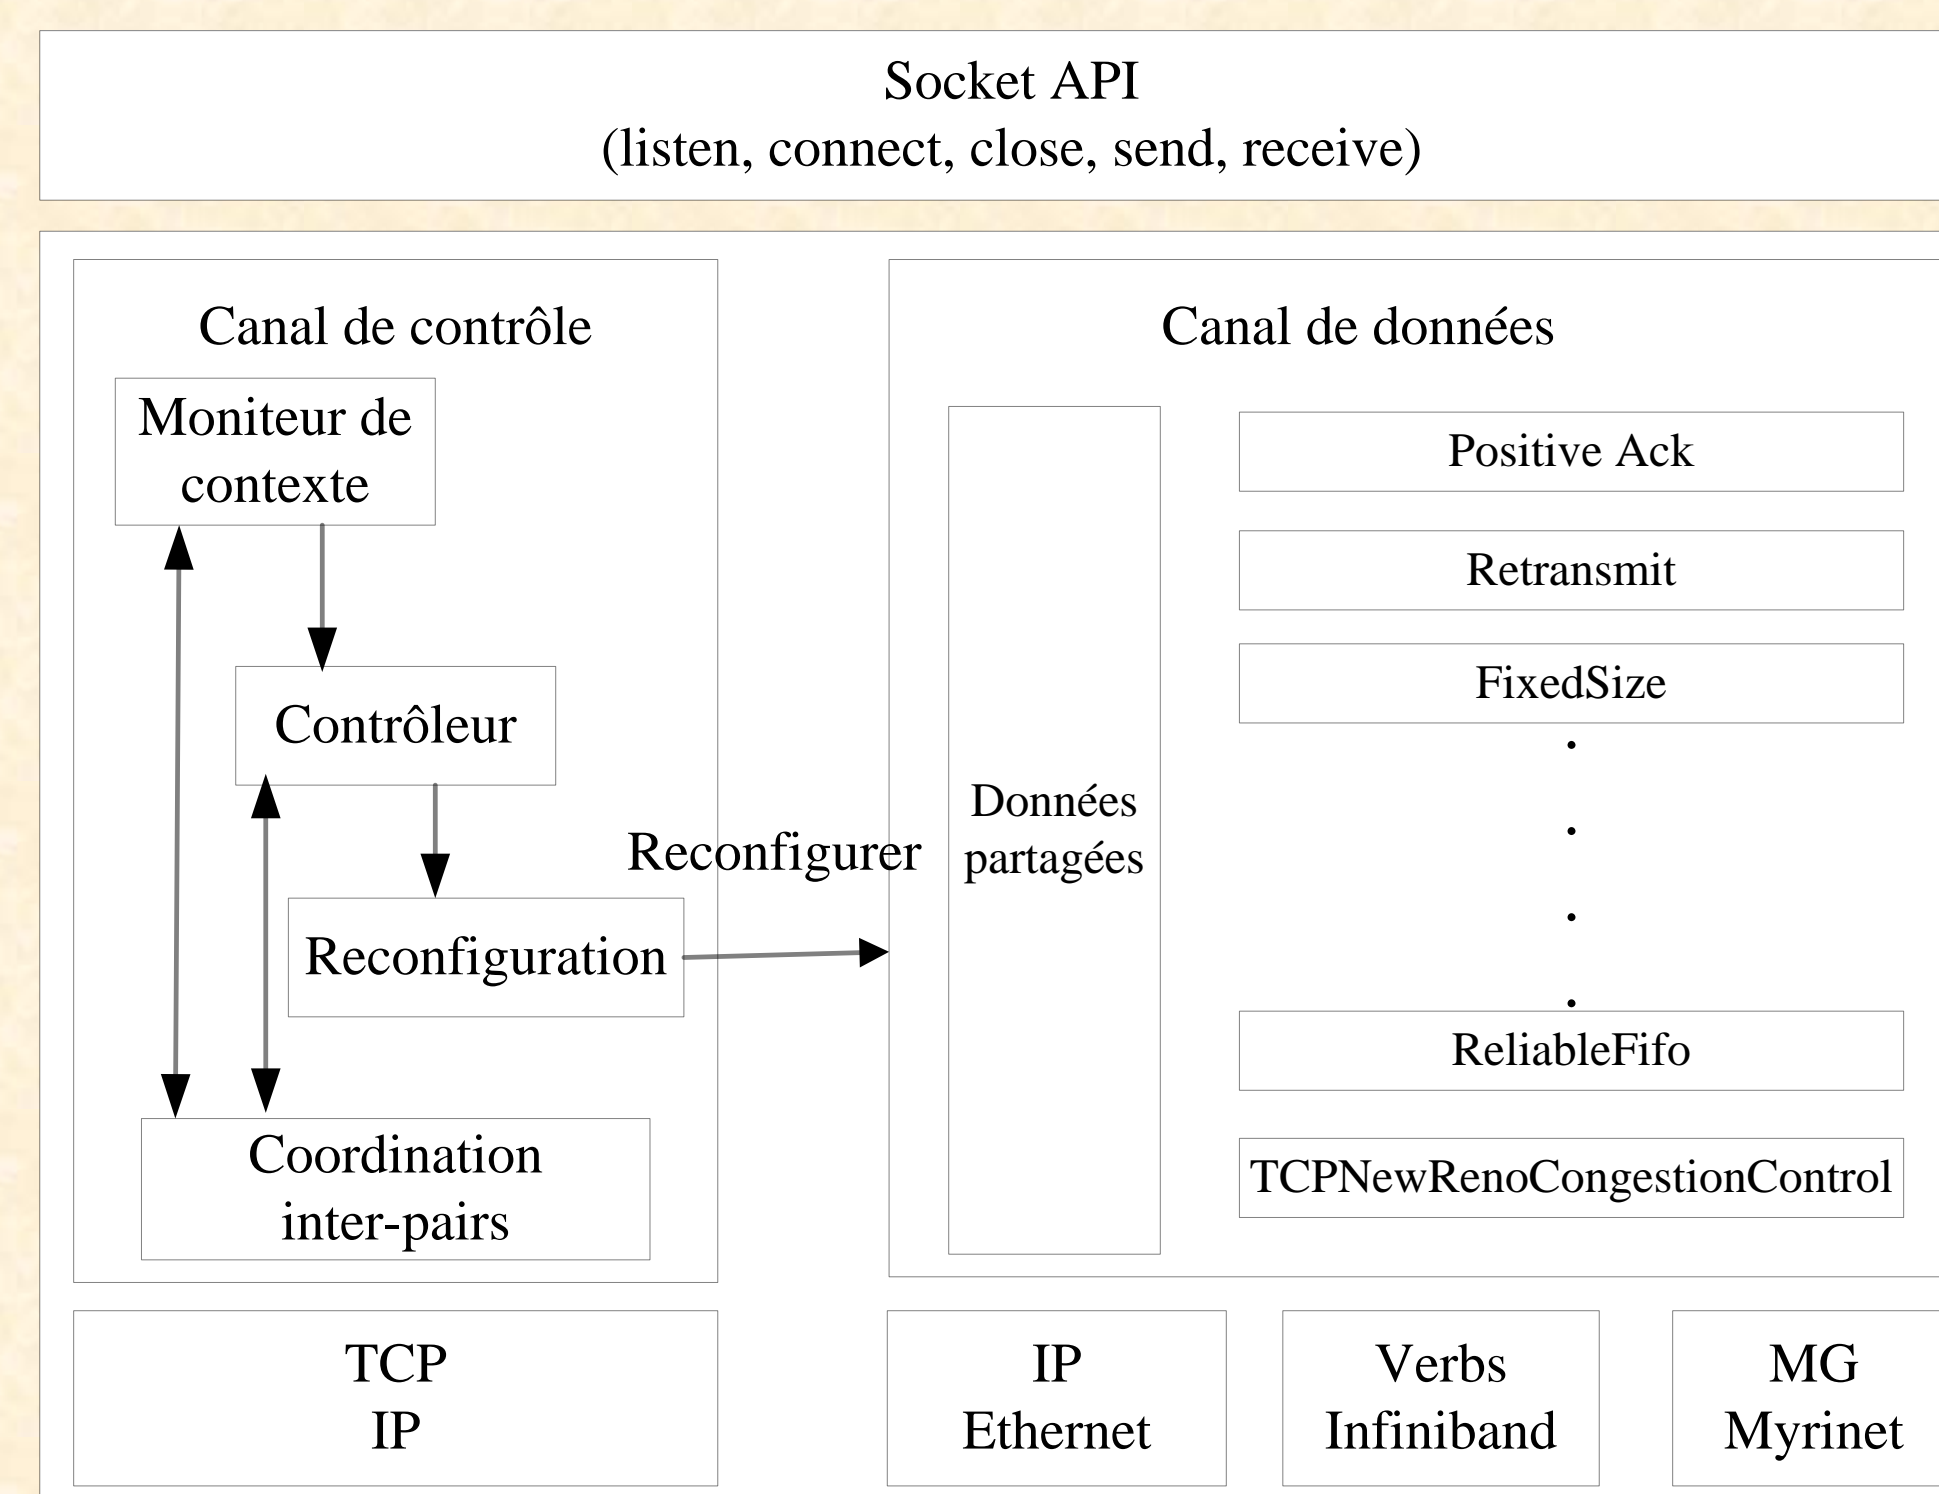 Socket API
(listen, connect, close, send, receive)
Canal de contrôle
Moniteur de
contexte
Contrôleur
Reconfiguration
Coordination
inter-pairs
Reconfigurer
Canal de données
Données
partagées
Positive Ack
Retransmit
FixedSize
.
.
.
.
ReliableFifo
TCPNewRenoCongestionControl
TCP
IP
IP
Ethernet
Verbs
Infiniband
MG
Myrinet